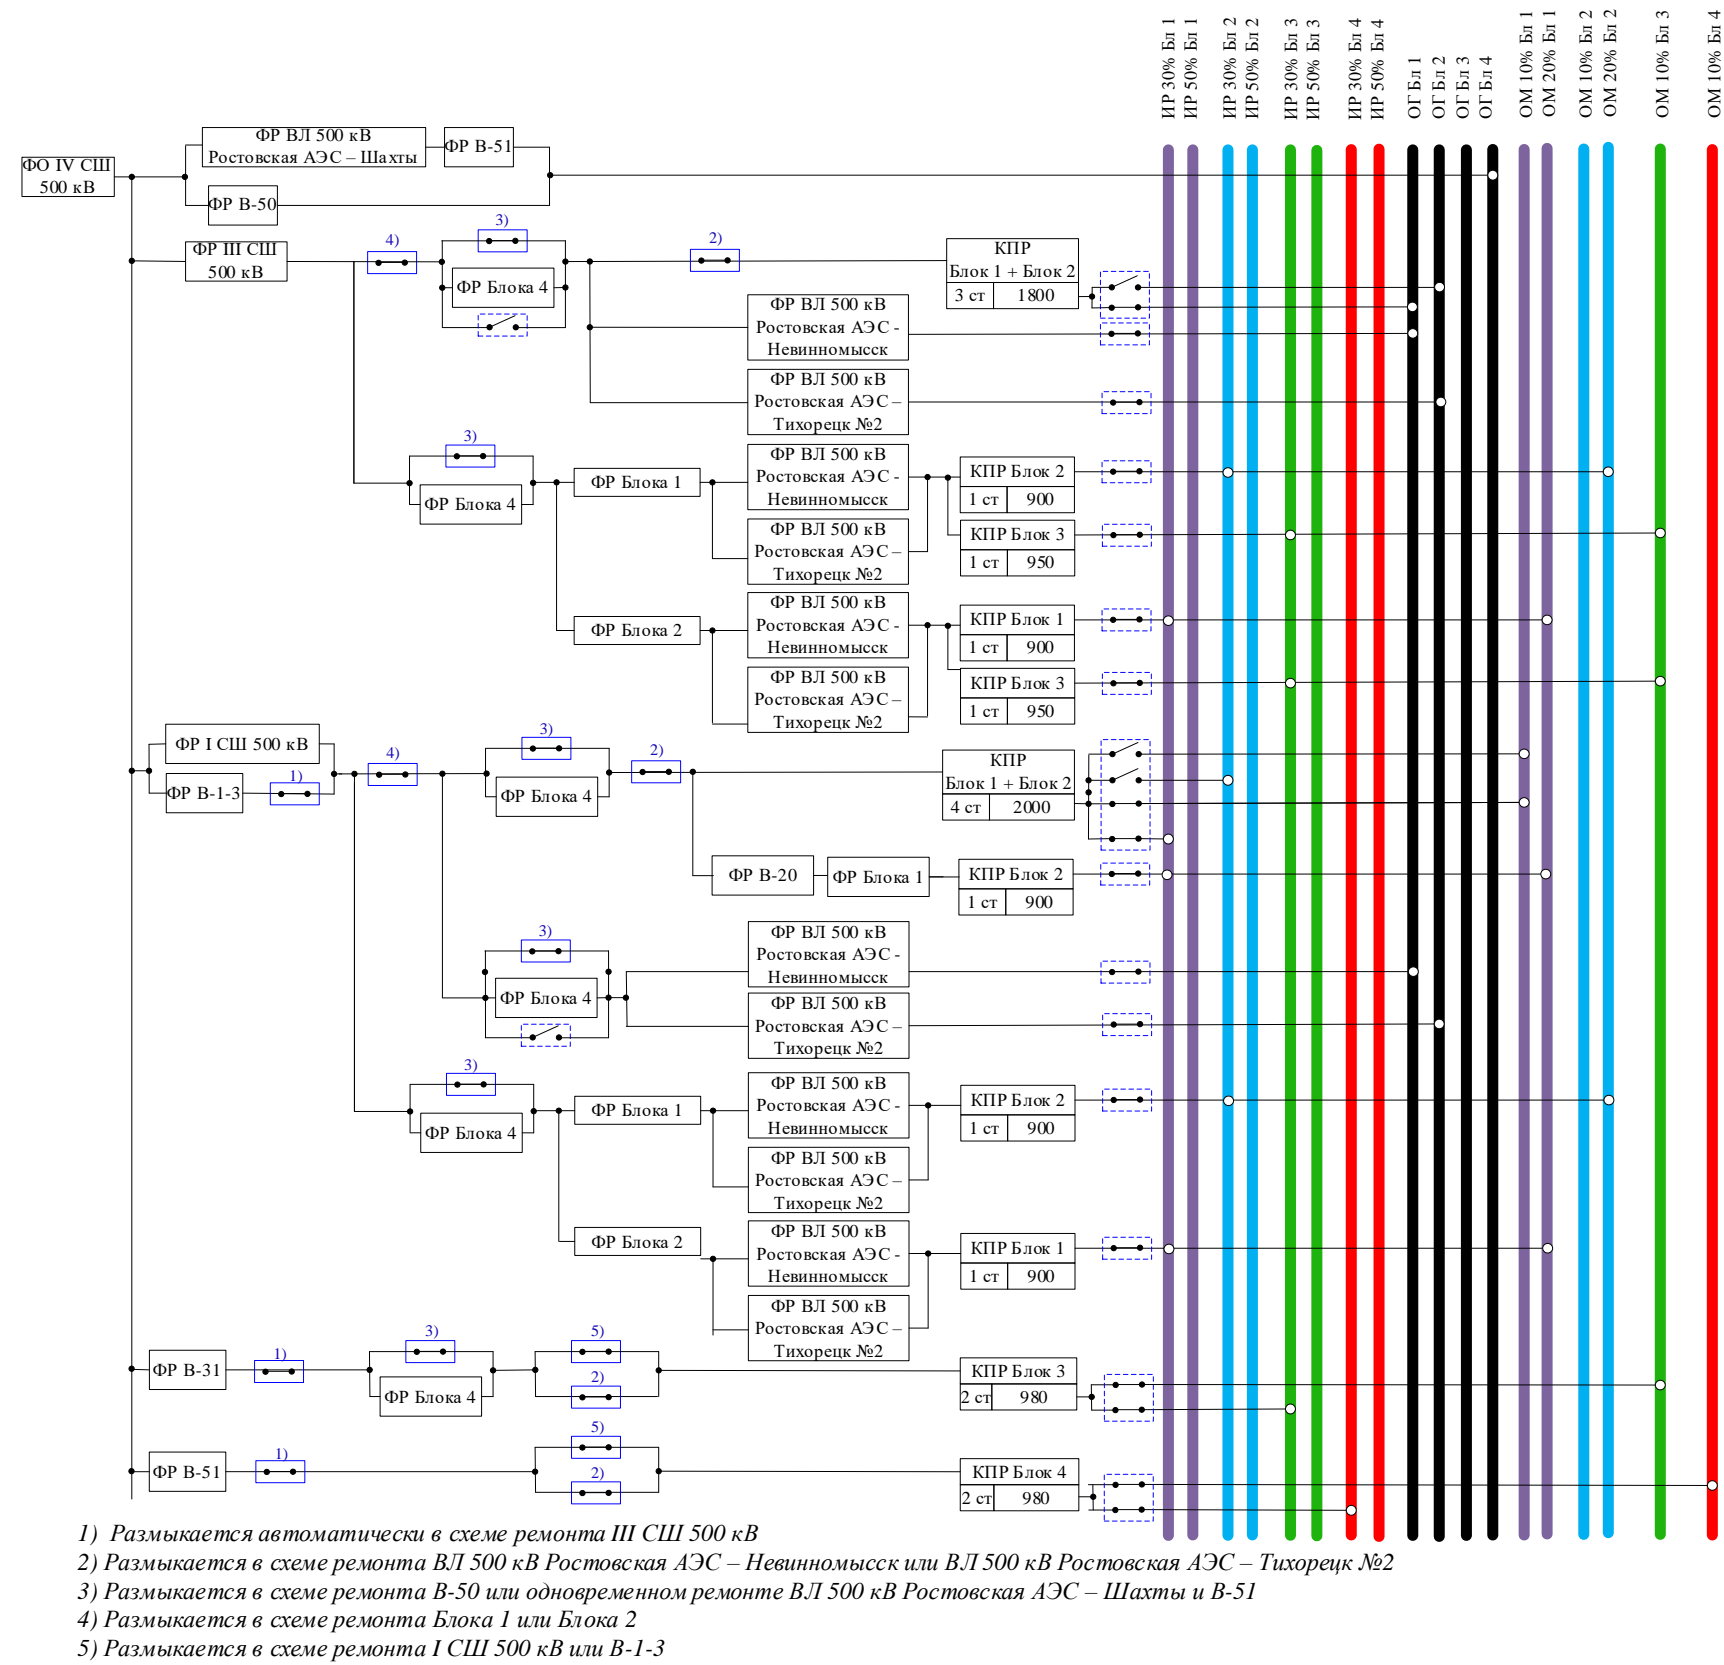 ИР 30% Бл 1
ИР 50% Бл 1
ИР 30% Бл 2
ИР 50% Бл 2
ИР 30% Бл 3
ИР 50% Бл 3
ИР 30% Бл 4
ИР 50% Бл 4
ОГ Бл 1
ОГ Бл 2
ОГ Бл 3
ОГ Бл 4
ОМ 10% Бл 1
ОМ 20% Бл 1
ОМ 10% Бл 2
ОМ 20% Бл 2
ОМ 10% Бл 3
ОМ 10% Бл 4
ФО IV СШ
500 кВ
ФР ВЛ 500 кВ
Ростовская АЭС – Шахты
ФР В-51
ФР В-50
ФР III СШ
500 кВ
4)
3)
ФР Блока 4
2)
КПР
Блок 1 + Блок 2
3 ст
1800
ФР ВЛ 500 кВ
Ростовская АЭС -
Невинномысск
ФР ВЛ 500 кВ
Ростовская АЭС –
Тихорецк №2
3)
ФР Блока 4
ФР Блока 1
ФР ВЛ 500 кВ
Ростовская АЭС -
Невинномысск
ФР ВЛ 500 кВ
Ростовская АЭС –
Тихорецк №2
КПР Блок 2
1 ст
900
КПР Блок 3
1 ст
950
ФР Блока 2
ФР ВЛ 500 кВ
Ростовская АЭС -
Невинномысск
ФР ВЛ 500 кВ
Ростовская АЭС –
Тихорецк №2
КПР Блок 1
1 ст
900
КПР Блок 3
1 ст
950
ФР I СШ 500 кВ
ФР В-1-3
1)
4)
3)
ФР Блока 4
2)
КПР
Блок 1 + Блок 2
4 ст
2000
ФР В-20
ФР Блока 1
КПР Блок 2
1 ст
900
3)
ФР Блока 4
ФР ВЛ 500 кВ
Ростовская АЭС -
Невинномысск
ФР ВЛ 500 кВ
Ростовская АЭС –
Тихорецк №2
3)
ФР Блока 4
ФР Блока 1
ФР ВЛ 500 кВ
Ростовская АЭС -
Невинномысск
ФР ВЛ 500 кВ
Ростовская АЭС –
Тихорецк №2
КПР Блок 2
1 ст
900
ФР Блока 2
ФР ВЛ 500 кВ
Ростовская АЭС -
Невинномысск
ФР ВЛ 500 кВ
Ростовская АЭС –
Тихорецк №2
КПР Блок 1
1 ст
900
ФР В-31
1)
3)
ФР Блока 4
5)
2)
КПР Блок 3
2 ст
980
ФР В-51
1)
5)
2)
КПР Блок 4
2 ст
980
1) Размыкается автоматически в схеме ремонта III СШ 500 кВ
2) Размыкается в схеме ремонта ВЛ 500 кВ Ростовская АЭС – Невинномысск или ВЛ 500 кВ Ростовская АЭС – Тихорецк №2
3) Размыкается в схеме ремонта В-50 или одновременном ремонте ВЛ 500 кВ Ростовская АЭС – Шахты и В-51
4) Размыкается в схеме ремонта Блока 1 или Блока 2
5) Размыкается в схеме ремонта I СШ 500 кВ или В-1-3